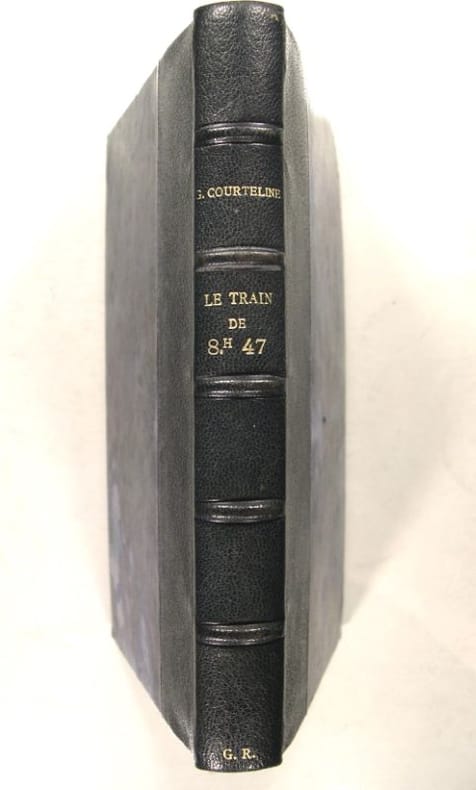 G. COURTELINE
LE TRAIN
DE
8.H 47
G. R.